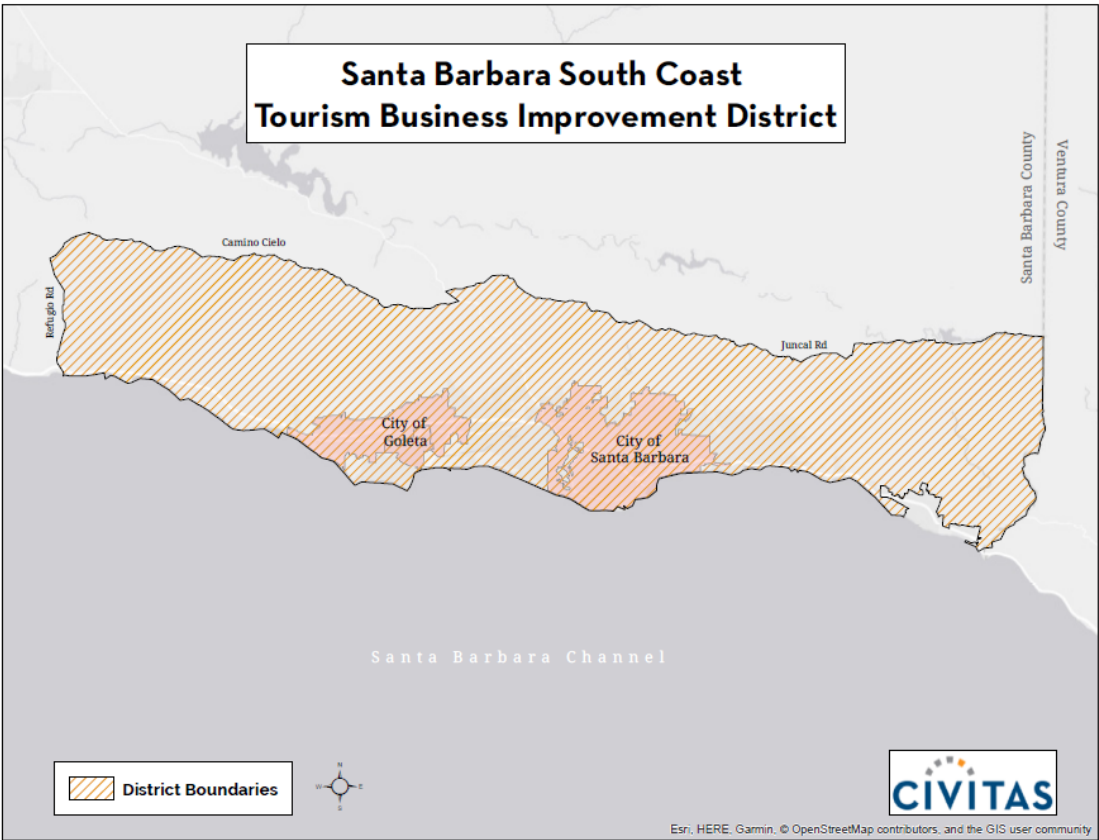 Santa Barbara South Coast
Tourism Business Improvement District
Santa Barbara County
Ventura County
Camino Cielo
Refugio Rd
Juncal Rd
City of
Goleta
City of
Santa Barbara
Santa Barbara Channel
District Boundaries
N
W
E
S
CIVITAS
Esri, HERE, Garmin, © OpenStreetMap contributors, and the GIS user community